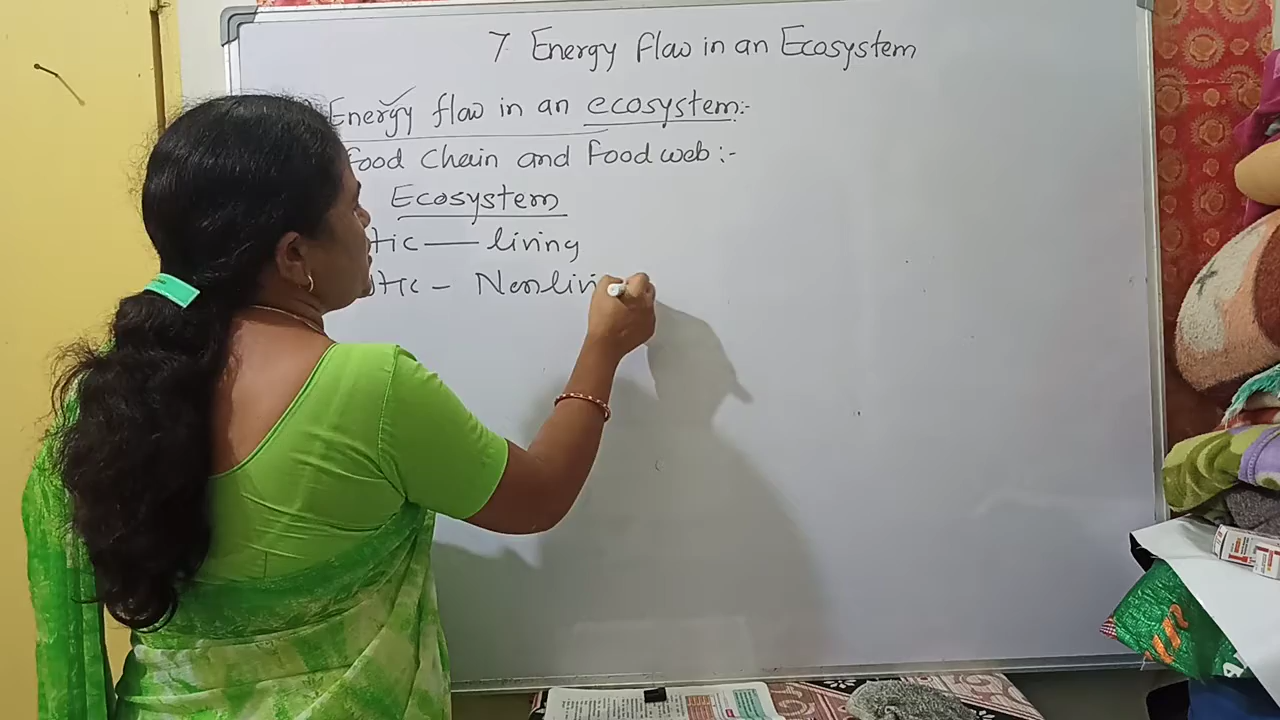 7 Energy flow in an Ecosystem
Energy flow in an ecosystem:-
food Chain and food web :-
Ecosystem
tic — living
tic - Nonlivi